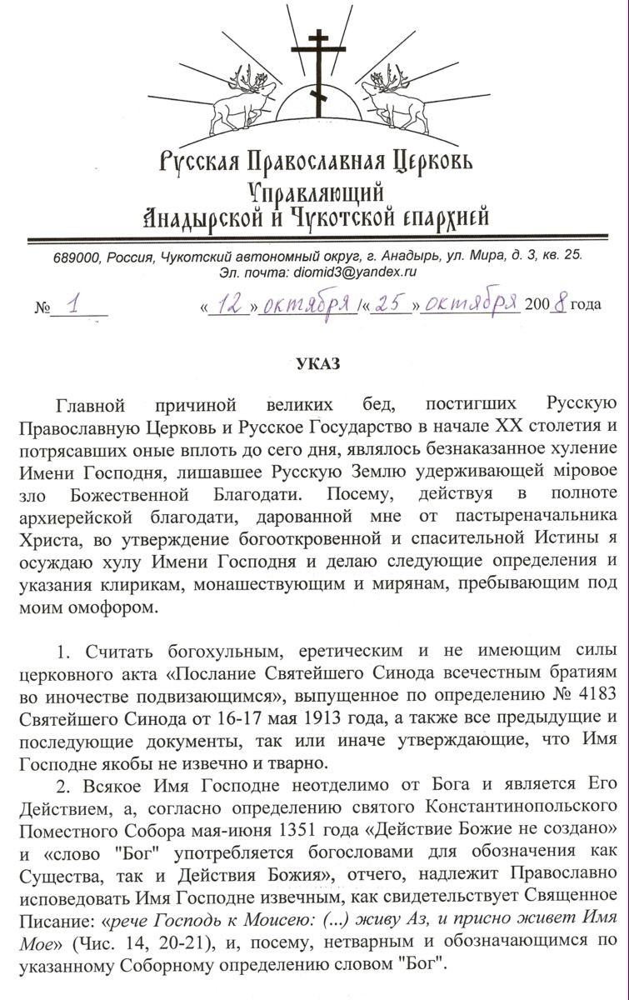 Русская Православная Церковь
Управляющий
Анадырской и Чукотской епархией
689000, Россия, Чукотский автономный округ, г. Анадырь, ул. Мира, д. 3, кв. 25.
Эл. почта: diomid3@yandex.ru
№ 1 « 12 » октября /« 25 » октября 2008 года
УКАЗ
Главной причиной великих бед, постигших Русскую
Православную Церковь и Русское Государство в начале XX столетия и
потрясавших оные вплоть до сего дня, являлось безнаказанное хуление
Имени Господня, лишавшее Русскую Землю удерживающей мiровое
зло Божественной Благодати. Посему, действуя в полноте
архиерейской благодати, дарованной мне от пастыреначальника
Христа, во утверждение богооткровенной и спасительной Истины я
осуждаю хулу Имени Господня и делаю следующие определения и
указания клирикам, монашествующим и мирянам, пребывающим под
моим омофором.
1. Считать богохульным, еретическим и не имеющим силы
церковного акта «Послание Святейшего Синода всечестным братиям
во иночестве подвизающимся», выпущенное по определению № 4183
Святейшего Синода от 16-17 мая 1913 года, а также все предыдущие и
последующие документы, так или иначе утверждающие, что Имя
Господне якобы не извечно и тварно.
2. Всякое Имя Господне неотделимо от Бога и является Его
Действием, а, согласно определению святого Константинопольского
Поместного Собора мая-июня 1351 года «Действие Божие не создано»
и «слово "Бог" употребляется богословами для обозначения как
Существа, так и Действия Божия», отчего, надлежит Православно
исповедовать Имя Господне извечным, как свидетельствует Священное
Писание: «рече Господь к Моисею: (...) живу Аз, и присно живет Имя
Мое» (Чис. 14, 20-21), и, посему, нетварным и обозначающимся по
указанному Соборному определению словом "Бог".